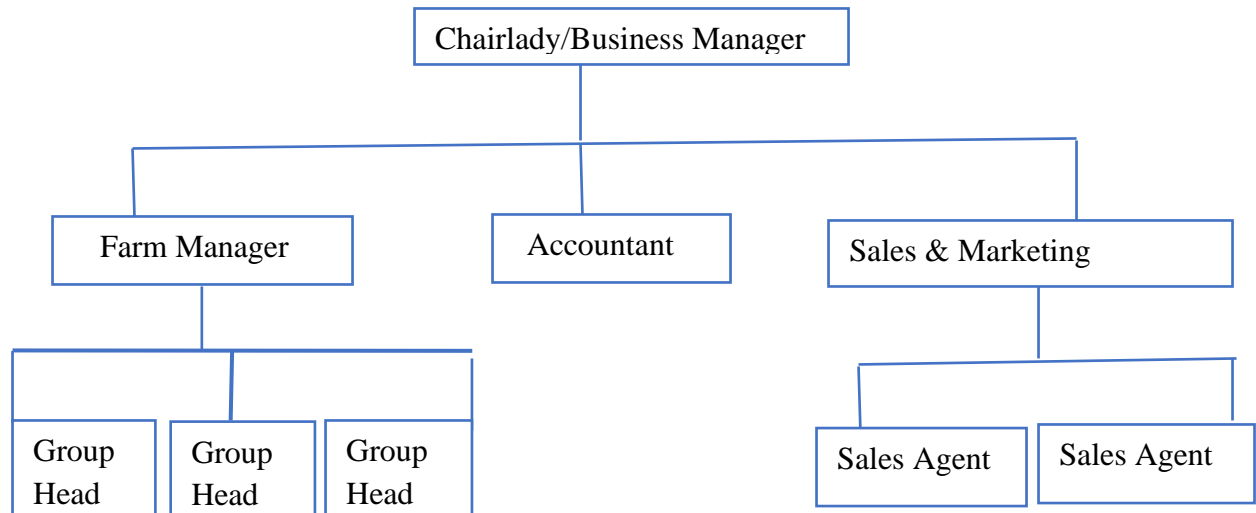 Chairlady/Business Manager
Farm Manager
Accountant
Sales & Marketing
Group
Head
Group
Head
Group
Head
Sales Agent
Sales Agent